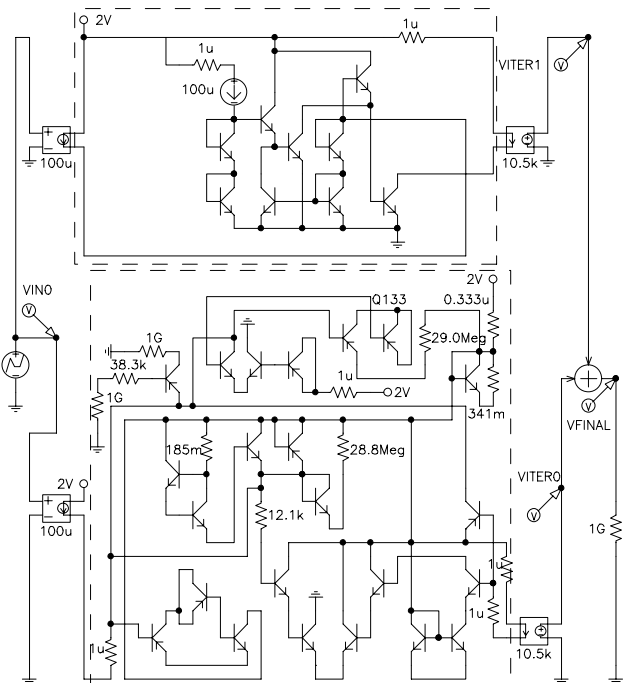 2V
1u
1u
VITER1
100u
100u
10.5k
2V
VIN0
Q133
0.333u
1G
29.0Meg
38.3k
1u
2V
1G
341m
VFINAL
185m
28.8Meg
VITER0
2V
12.1k
1G
100u
1u
1u
1u
10.5k